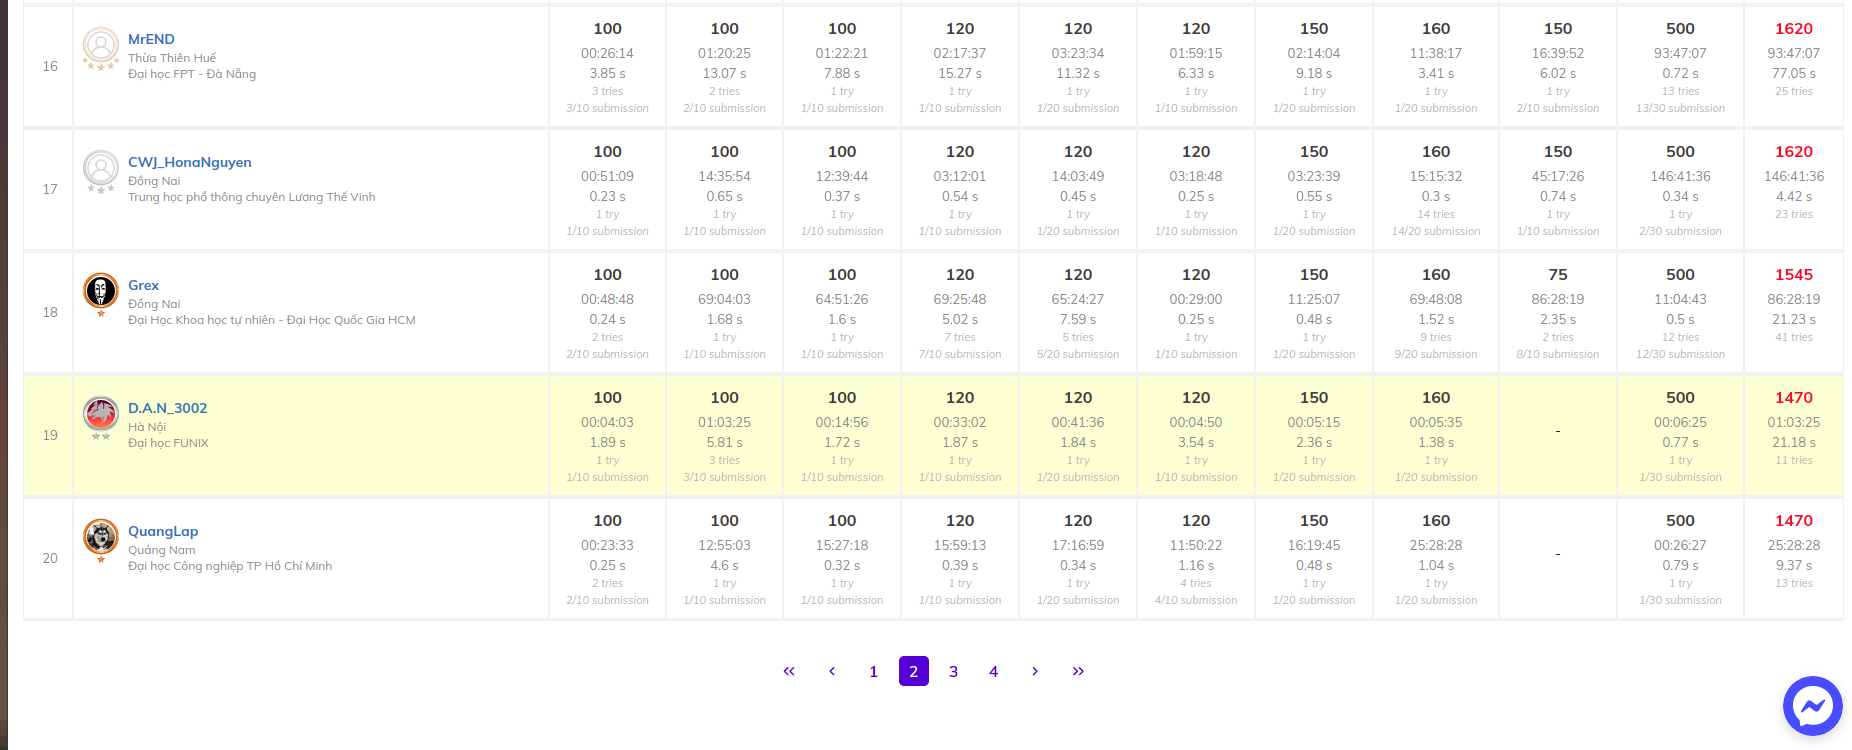 16
MrEND
Thừa Thiên Huế
Đại học FPT - Đà Nẵng
100 100 100 120 120 120 150 160 150 500 1620
00:26:14 01:20:25 01:22:21 02:17:37 03:23:34 01:59:15 02:14:04 11:38:17 16:39:52 93:47:07 93:47:07
3.85 s 13.07 s 7.88 s 15.27 s 11.32 s 6.33 s 9.18 s 3.41 s 6.02 s 0.72 s 77.05 s
3 tries 2 tries 1 try 1 try 1 try 1 try 1 try 1 try 1 try 13 tries 25 tries
3/10 submission 2/10 submission 1/10 submission 1/10 submission 1/20 submission 1/10 submission 1/20 submission 1/20 submission 2/10 submission 13/30 submission
17
CWJ_HonaNguyen
Đồng Nai
Trung học phổ thông chuyên Lương Thế Vinh
100 100 100 120 120 120 150 160 150 500 1620
00:51:09 14:35:54 12:39:44 03:12:01 14:03:49 03:18:48 03:23:39 15:15:32 45:17:26 146:41:36 146:41:36
0.23 s 0.65 s 0.37 s 0.54 s 0.45 s 0.25 s 0.55 s 0.3 s 0.74 s 0.34 s 4.42 s
1 try 1 try 1 try 1 try 1 try 1 try 1 try 14 tries 1 try 1 try 23 tries
1/10 submission 1/10 submission 1/10 submission 1/10 submission 1/20 submission 1/10 submission 1/20 submission 14/20 submission 1/10 submission 2/30 submission
18
Grex
Đồng Nai
Đại Học Khoa học tự nhiên - Đại Học Quốc Gia HCM
100 100 100 120 120 120 150 160 75 500 1545
00:48:48 69:04:03 64:51:26 69:25:48 65:24:27 00:29:00 11:25:07 69:48:08 86:28:19 11:04:43 86:28:19
0.24 s 1.68 s 1.6 s 5.02 s 7.59 s 0.25 s 0.48 s 1.52 s 2.35 s 0.5 s 21.23 s
2 tries 1 try 1 try 7 tries 5 tries 1 try 1 try 9 tries 2 tries 12 tries 41 tries
2/10 submission 1/10 submission 1/10 submission 7/10 submission 5/20 submission 1/10 submission 1/20 submission 9/20 submission 8/10 submission 12/30 submission
19
D.A.N_3002
Hà Nội
Đại học FUNIX
100 100 100 120 120 120 150 160 - 500 1470
00:04:03 01:03:25 00:14:56 00:33:02 00:41:36 00:04:50 00:05:15 00:05:35 00:06:25 01:03:25
1.89 s 5.81 s 1.72 s 1.87 s 1.84 s 3.54 s 2.36 s 1.38 s 0.77 s 21.18 s
1 try 3 tries 1 try 1 try 1 try 1 try 1 try 1 try 1 try 11 tries
1/10 submission 3/10 submission 1/10 submission 1/10 submission 1/20 submission 1/10 submission 1/20 submission 1/20 submission 1/30 submission
20
QuangLap
Quảng Nam
Đại học Công nghiệp TP Hồ Chí Minh
100 100 100 120 120 120 150 160 - 500 1470
00:23:33 12:55:03 15:27:18 15:59:13 17:16:59 11:50:22 16:19:45 25:28:28 00:26:27 25:28:28
0.25 s 4.6 s 0.32 s 0.39 s 0.34 s 1.16 s 0.48 s 1.04 s 0.79 s 9.37 s
2 tries 1 try 1 try 1 try 1 try 4 tries 1 try 1 try 1 try 13 tries
2/10 submission 1/10 submission 1/10 submission 1/10 submission 1/20 submission 4/10 submission 1/20 submission 1/20 submission 1/30 submission
« ‹ 1 2 3 4 › »